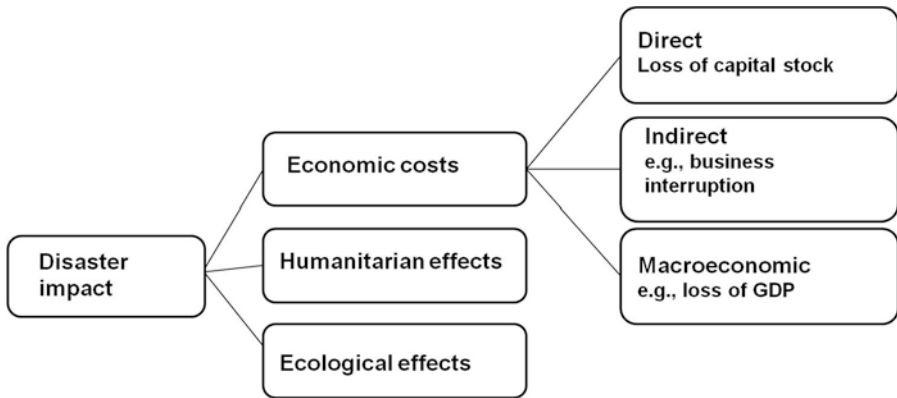 Direct
Loss of capital stock
Indirect
e.g., business
interruption
Economic costs
Macroeconomic
e.g., loss of GDP
Humanitarian effects
Disaster
impact
Ecological effects